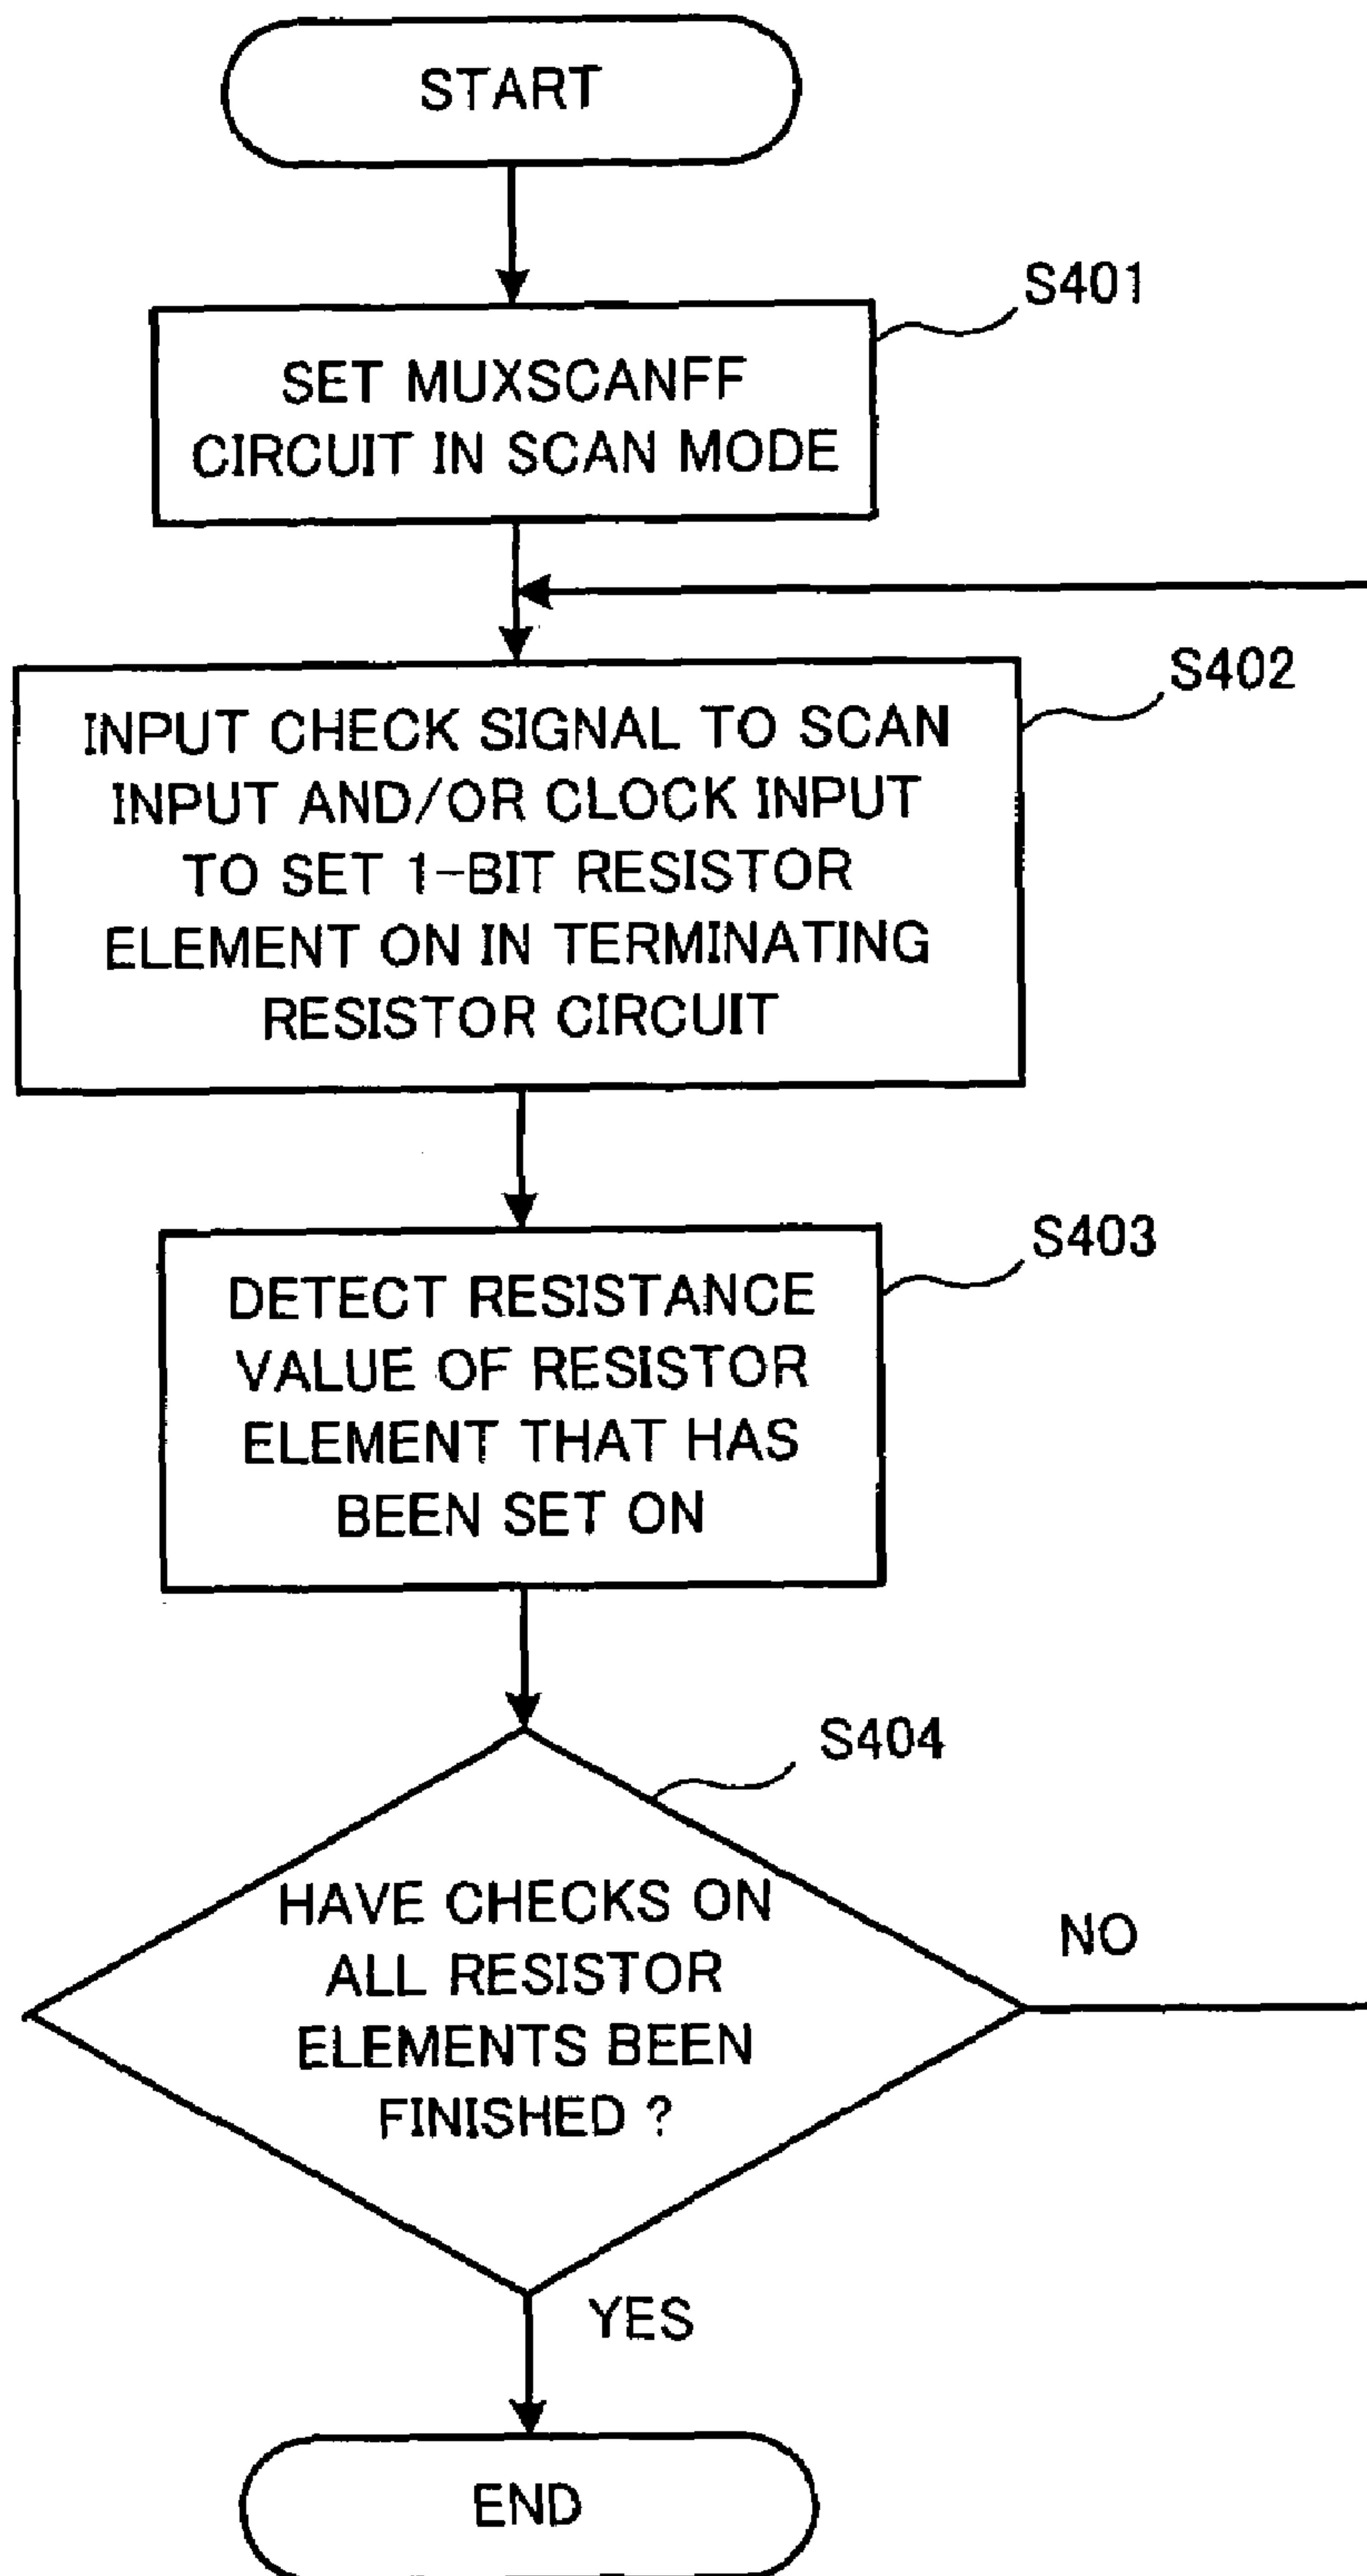 START
S401
SET MUXSCANFF
CIRCUIT IN SCAN MODE
S402
INPUT CHECK SIGNAL TO SCAN
INPUT AND/OR CLOCK INPUT
TO SET 1-BIT RESISTOR
ELEMENT ON IN TERMINATING
RESISTOR CIRCUIT
S403
DETECT RESISTANCE
VALUE OF RESISTOR
ELEMENT THAT HAS
BEEN SET ON
S404
HAVE CHECKS ON
ALL RESISTOR
ELEMENTS BEEN
FINISHED ?
NO
YES
END